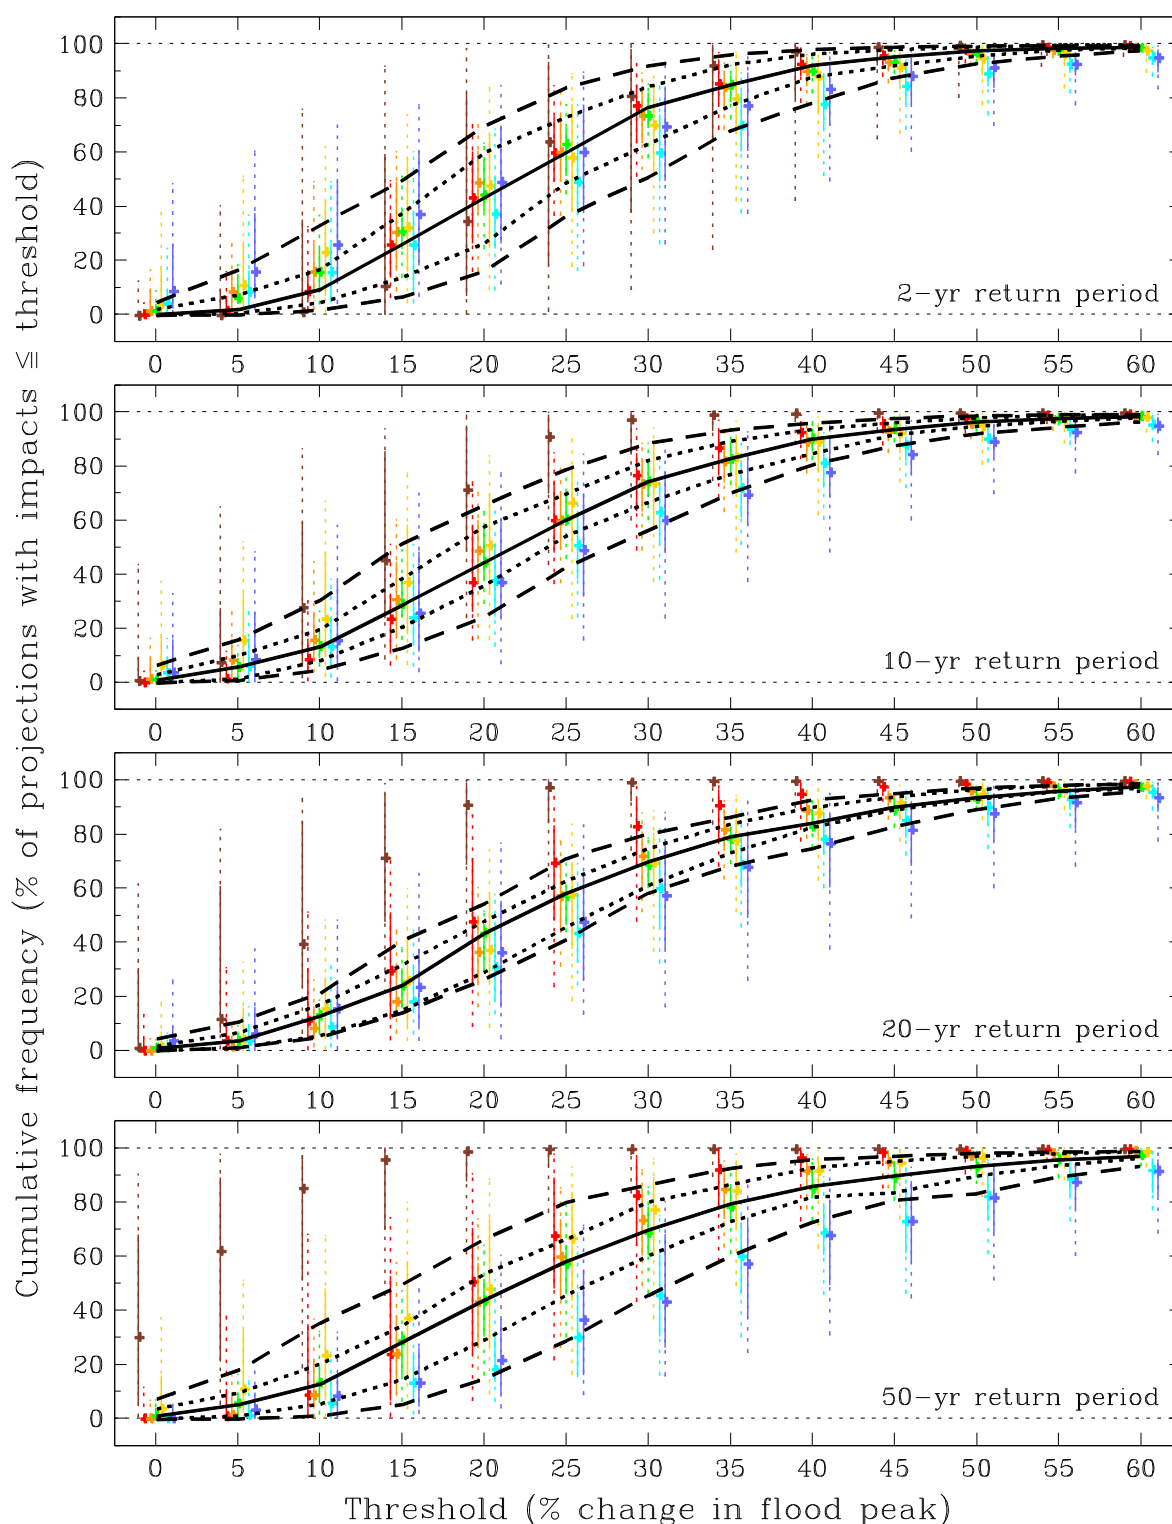 Cumulative frequency (% of projections with impacts ≦ threshold)
100
80
60
40
20
0
2-yr return period
0 5 10 15 20 25 30 35 40 45 50 55 60
100
80
60
40
20
0
10-yr return period
0 5 10 15 20 25 30 35 40 45 50 55 60
100
80
60
40
20
0
20-yr return period
0 5 10 15 20 25 30 35 40 45 50 55 60
100
80
60
40
20
0
50-yr return period
0 5 10 15 20 25 30 35 40 45 50 55 60
Threshold (% change in flood peak)